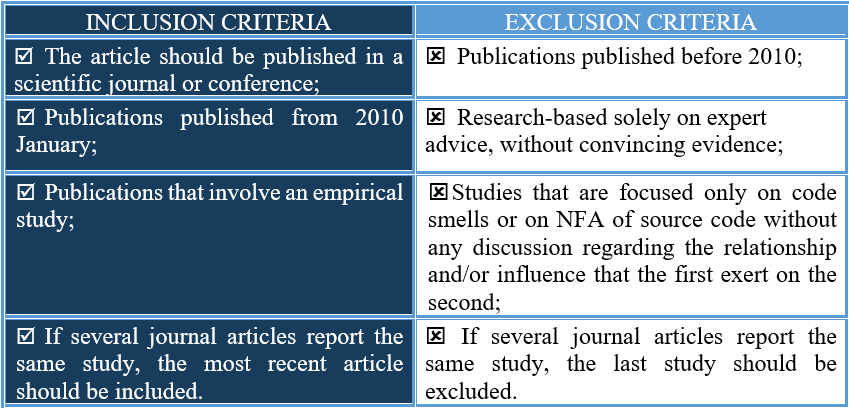 INCLUSION CRITERIA
EXCLUSION CRITERIA
☑ The article should be published in a
scientific journal or conference;
☒ Publications published before 2010;
☑ Publications published from 2010
January;
☒ Research-based solely on expert
advice, without convincing evidence;
☑ Publications that involve an empirical
study;
☒Studies that are focused only on code
smells or on NFA of source code without
any discussion regarding the relationship
and/or influence that the first exert on the
second;
☑ If several journal articles report the
same study, the most recent article
should be included.
☒ If several journal articles report the
same study, the last study should be
excluded.